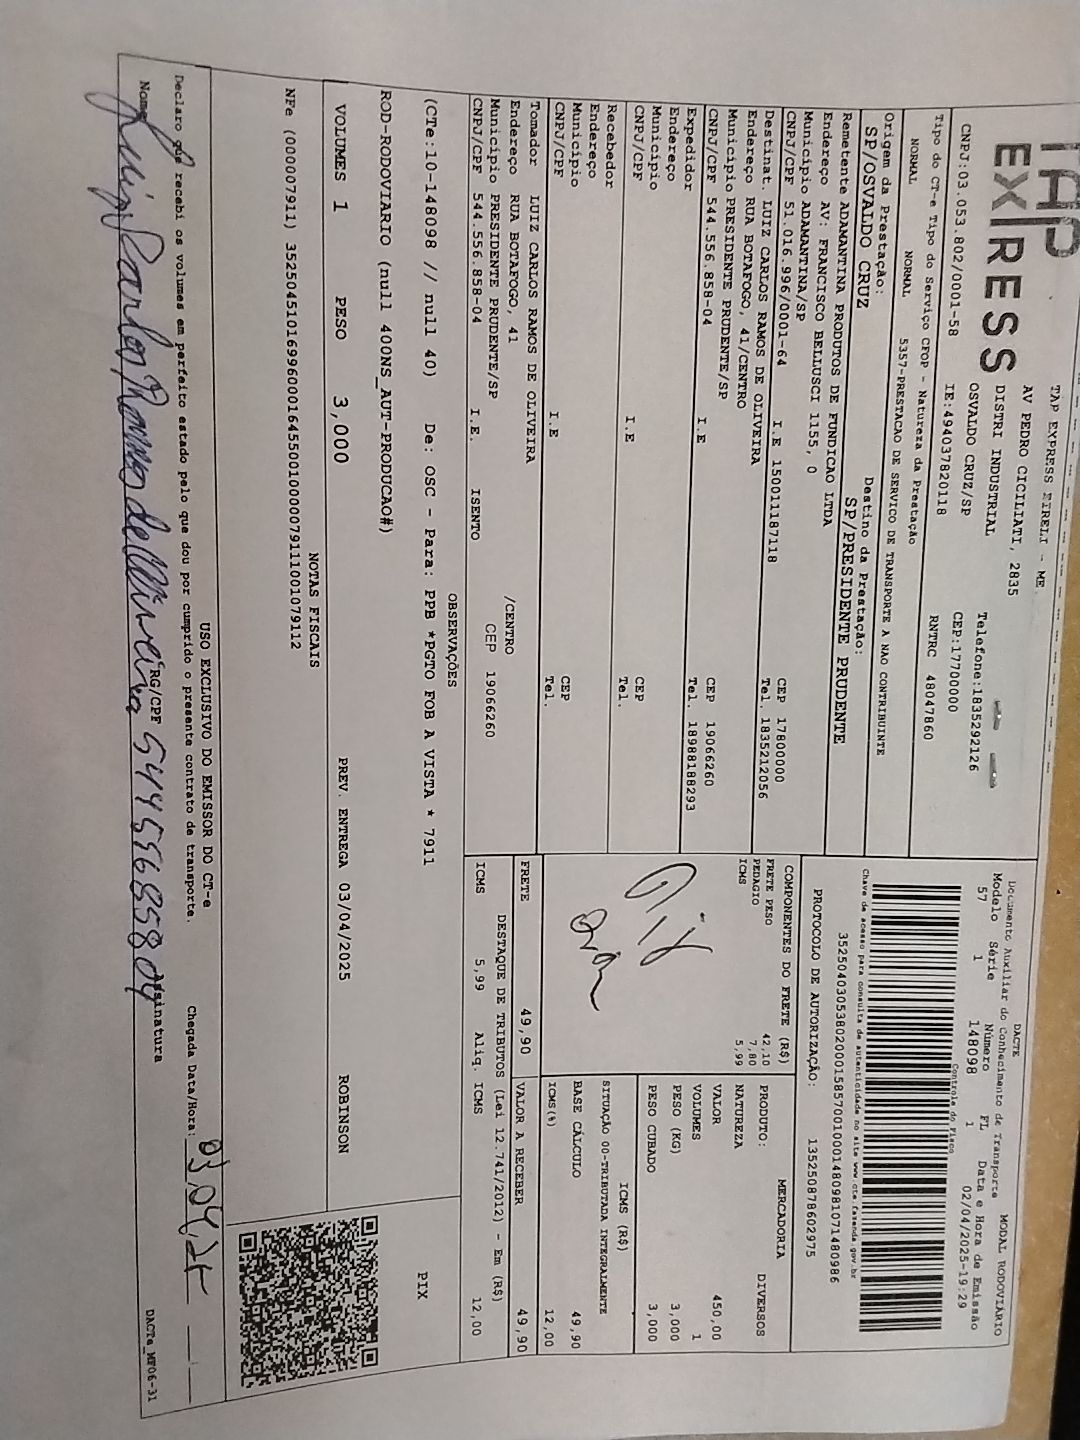 TAP
EX/RESS
TAP EXPRESS EIRELI - ME
AV PEDRO CICILIATI, 2835
DISTRI INDUSTRIAL
OSVALDO CRUZ/SP
Telefone:1835292126
CEP:17700000
CNPJ:03.053.802/0001-58 IE:494037820118 RNTRC 48047860
Tipo do CT-e Tipo do Serviço CFOP - Natureza da Prestação
NORMAL NORMAL 5357-PRESTACAO DE SERVICO DE TRANSPORTE A NAO CONTRIBUINTE
Origem da Prestação: Destino da Prestação:
SP/OSVALDO CRUZ SP/PRESIDENTE PRUDENTE
Remetente ADAMANTINA PRODUTOS DE FUNDICAO LTDA
Endereço AV: FRANCISCO BELLUSCI 1155, 0
Município ADAMANTINA/SP CEP 17800000
CNPJ/CPF 51.016.996/0001-64 I.E 150011187118 Tel. 1835212056
Destinat. LUIZ CARLOS RAMOS DE OLIVEIRA
Endereço RUA BOTAFOGO, 41/CENTRO
Município PRESIDENTE PRUDENTE/SP CEP 19066260
CNPJ/CPF 544.556.858-04 I.E Tel. 18988188293
Expedidor
Endereço
Município CEP
CNPJ/CPF I.E Tel.
Recebedor
Endereço
Município CEP
CNPJ/CPF I.E Tel.
Tomador LUIZ CARLOS RAMOS DE OLIVEIRA
Endereço RUA BOTAFOGO, 41 /CENTRO
Município PRESIDENTE PRUDENTE/SP CEP 19066260
CNPJ/CPF 544.556.858-04 I.E. ISENTO
DACTE MODAL RODOVIÁRIO
Documento Auxiliar do Conhecimento de Transporte
Modelo Série Número FL Data e Hora de Emissão
57 1 148098 1 02/04/2025-19:29
Controle do Fisco
Chave de acesso para consulta de autenticidade no site www.cte.fazenda.gov.br
PROTOCOLO DE AUTORIZAÇÃO: 135250878602975
COMPONENTES DO FRETE (R$)
FRETE PESO 42,10
PEDAGIO 7,80
ICMS 5,99
MERCADORIA
PRODUTO: DIVERSOS
NATUREZA
VALOR 450,00
VOLUMES 1
PESO (KG) 3,000
PESO CUBADO 3,000
ICMS (R$)
SITUAÇÃO 00-TRIBUTADA INTEGRALMENTE
BASE CÁLCULO 49,90
ICMS(%) 12,00
FRETE 49,90 VALOR A RECEBER 49,90
DESTAQUE DE TRIBUTOS (Lei 12.741/2012) - Em (R$)
ICMS 5,99 Aliq. ICMS 12,00
OBSERVAÇÕES
(CTe:10-148098 // null 40) De: OSC - Para: PPB *PGTO FOB A VISTA * 7911
PIX
ROD-RODOVIARIO (null 400NS_AUT-PRODUCAO#)
VOLUMES 1 PESO 3,000 PREV. ENTREGA 03/04/2025 ROBINSON
NOTAS FISCAIS
USO EXCLUSIVO DO EMISSOR DO CT-e
Declaro que recebi os volumes em perfeito estado pelo que dou por cumprido o presente contrato de transporte. Chegada Data/Hora:
Nome Luiz Carlos Ramos de Oliveira RG/CPF 54455685804 Assinatura
DACTe_MF06-31